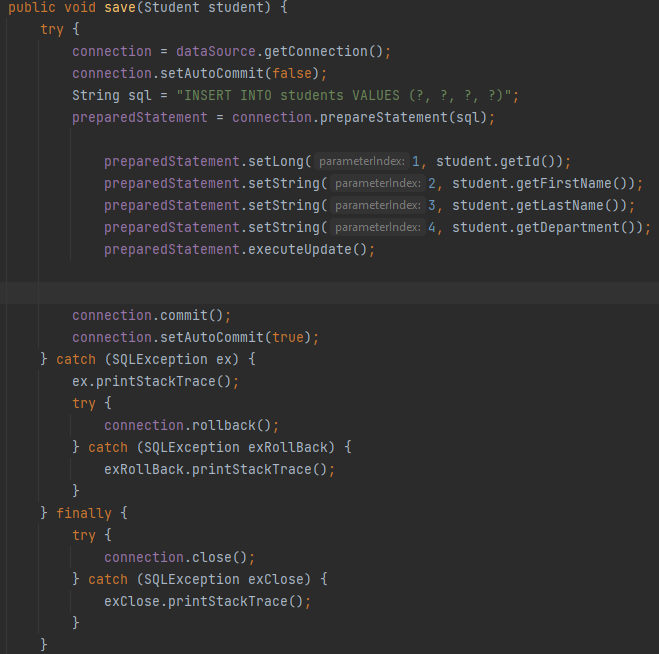 public void save(Student student) {
    try {
        connection = dataSource.getConnection();
        connection.setAutoCommit(false);
        String sql = "INSERT INTO students VALUES (?, ?, ?, ?)";
        preparedStatement = connection.prepareStatement(sql);
            preparedStatement.setLong( parameterIndex: 1, student.getId());
            preparedStatement.setString( parameterIndex: 2, student.getFirstName());
            preparedStatement.setString( parameterIndex: 3, student.getLastName());
            preparedStatement.setString( parameterIndex: 4, student.getDepartment());
            preparedStatement.executeUpdate();
        connection.commit();
        connection.setAutoCommit(true);
    } catch (SQLException ex) {
        ex.printStackTrace();
        try {
            connection.rollback();
        } catch (SQLException exRollBack) {
            exRollBack.printStackTrace();
        }
    } finally {
        try {
            connection.close();
        } catch (SQLException exClose) {
            exClose.printStackTrace();
        }
    }